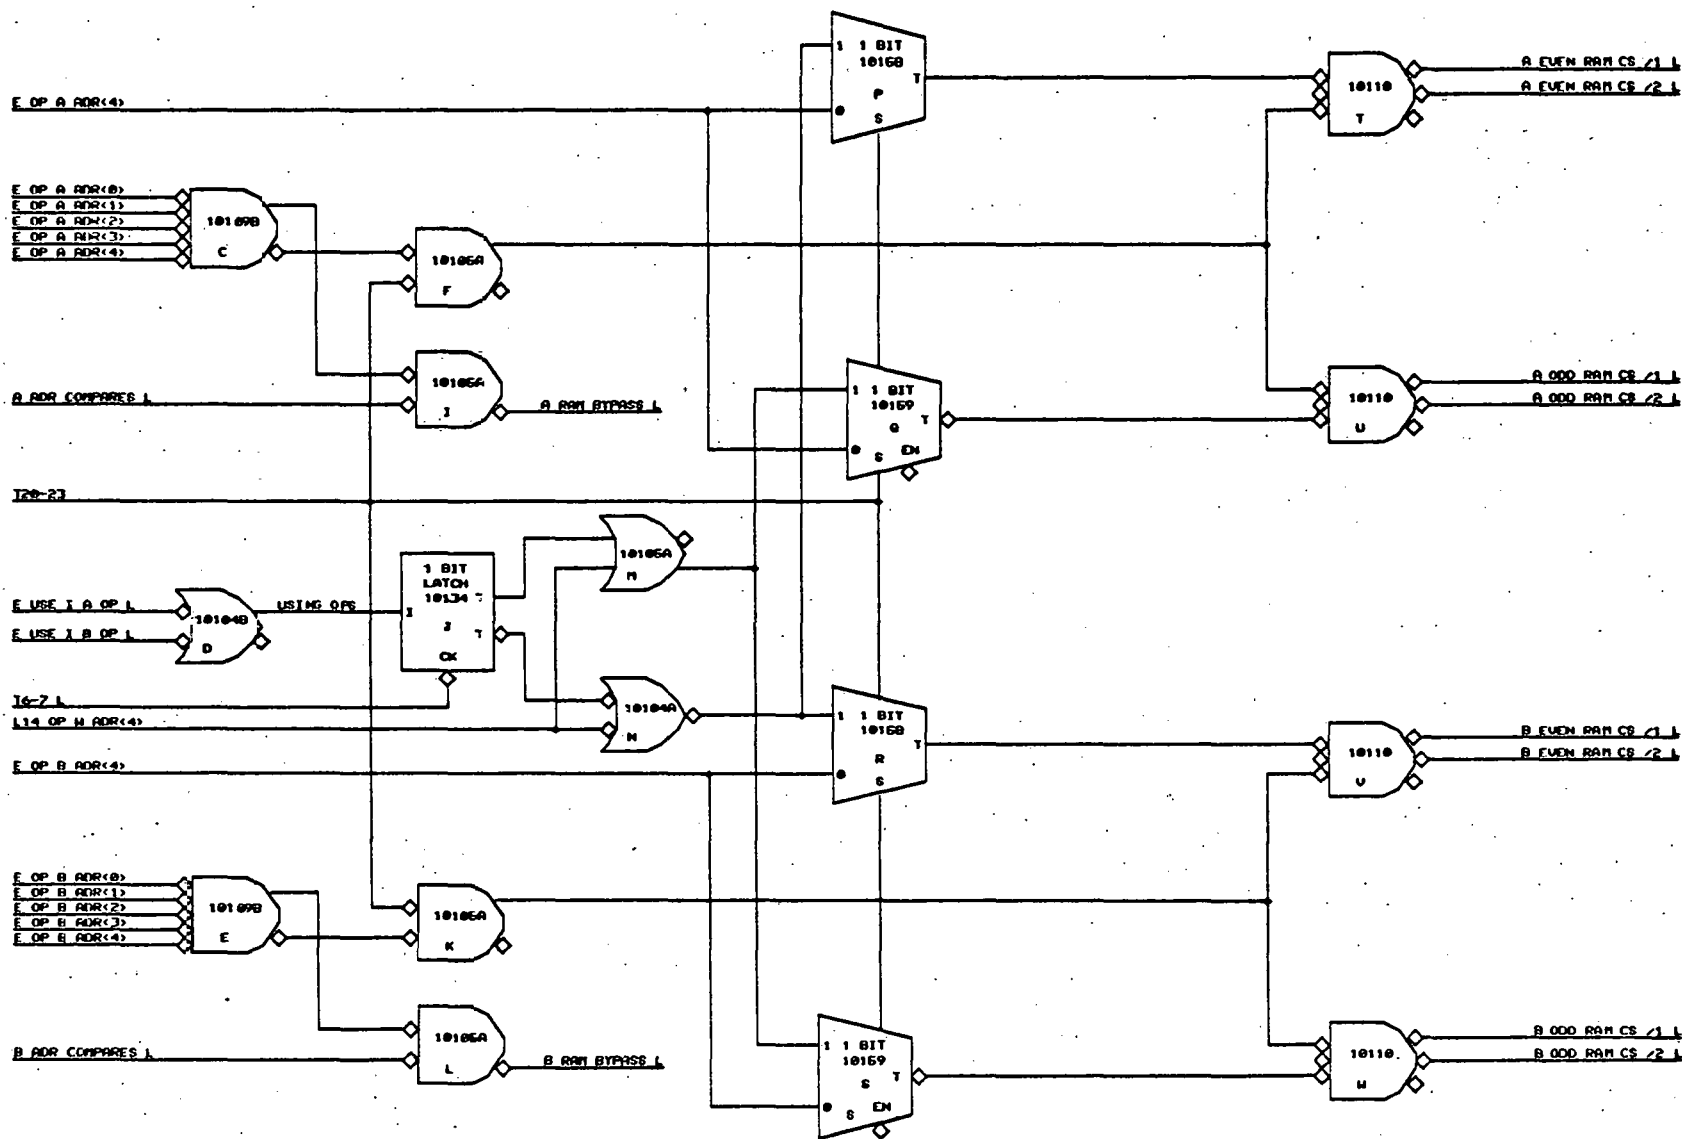 1 1 BIT
10168
T
P
0
S
E OP A ADR<4>
10110
T
A EVEN RAM CS /1 L
A EVEN RAM CS /2 L
E OP A ADR<0>
E OP A ADR<1>
E OP A ADR<2>
E OP A ADR<3>
E OP A ADR<4>
10109B
C
10105A
F
10105A
I
A ADR COMPARES L
A RAM BYPASS L
1 1 BIT
10159
T
Q
0 S EN
10110
U
A ODD RAM CS /1 L
A ODD RAM CS /2 L
T20-23
10105A
M
1 BIT
LATCH
10134
I
J
CK
E USE I A OP L
E USE I B OP L
10104B
D
USING OPS
T6-7 L
L14 OP W ADR<4>
10104A
N
1 1 BIT
10168
T
R
0
S
E OP B ADR<4>
10110
V
B EVEN RAM CS /1 L
B EVEN RAM CS /2 L
E OP B ADR<0>
E OP B ADR<1>
E OP B ADR<2>
E OP B ADR<3>
E OP B ADR<4>
10109B
E
10105A
K
10105A
L
B ADR COMPARES L
B RAM BYPASS L
1 1 BIT
10159
T
S
0 S EN
10110
W
B ODD RAM CS /1 L
B ODD RAM CS /2 L